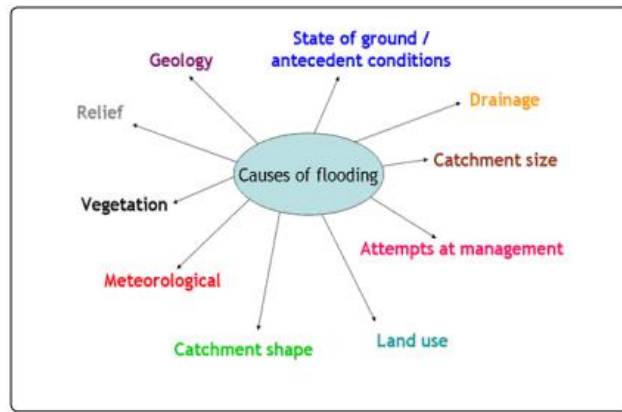 State of ground /
antecedent conditions
Geology
Drainage
Relief
Catchment size
Causes of flooding
Vegetation
Attempts at management
Meteorological
Land use
Catchment shape